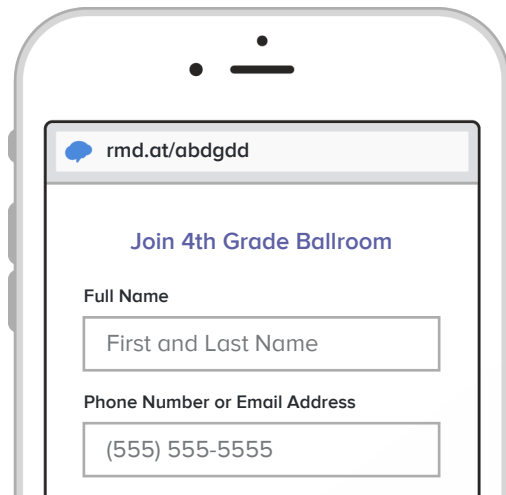 rmd.at/abdgdd
Join 4th Grade Ballroom
Full Name
First and Last Name
Phone Number or Email Address
(555) 555-5555